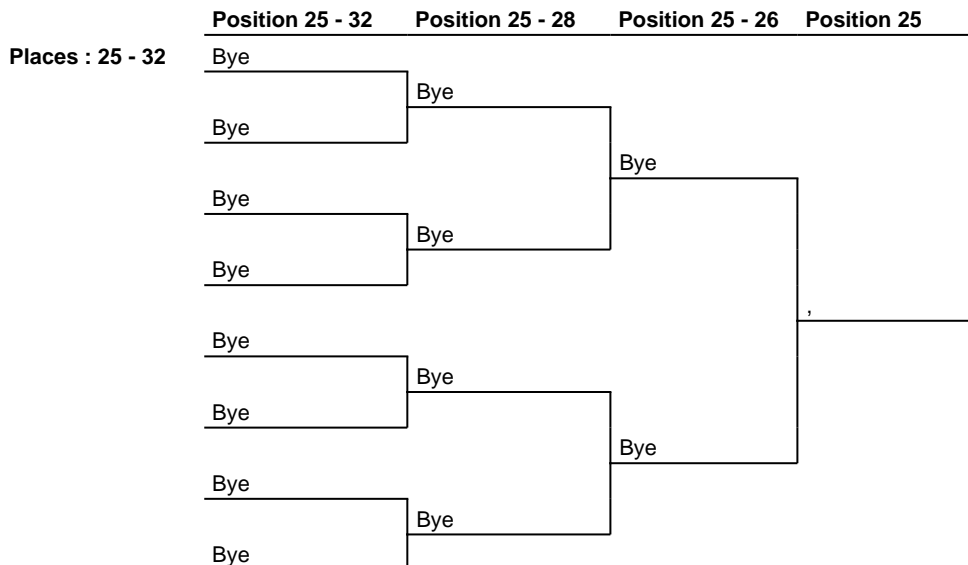 Position 25 - 32 Position 25 - 28 Position 25 - 26 Position 25
Places : 25 - 32 Bye
Bye
Bye
Bye
Bye
Bye
Bye
Bye
,
Bye
Bye
Bye
Bye
Bye
Bye